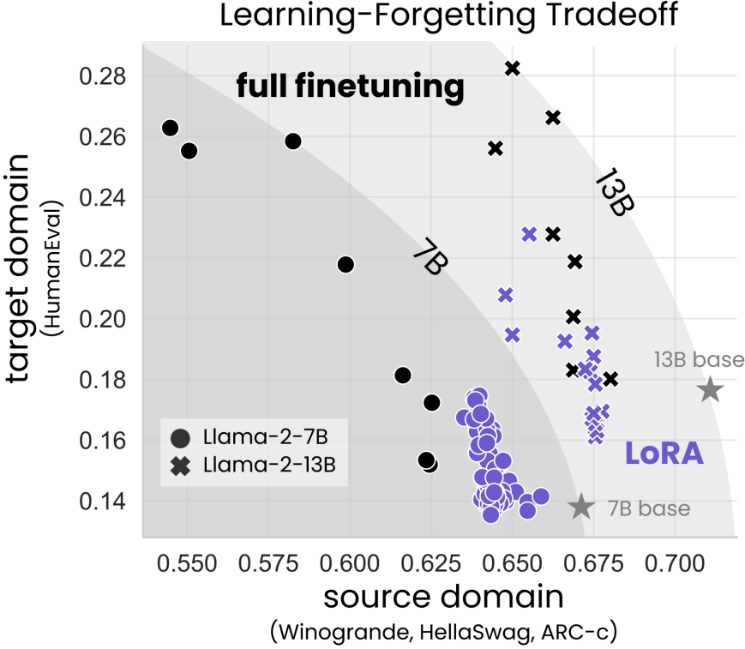 Learning-Forgetting Tradeoff
full finetuning
13B
7B
target domain
(HumanEval)
0.28
0.26
0.24
0.22
0.20
0.18
0.16
0.14
13B base
LoRA
7B base
Llama-2-7B
Llama-2-13B
0.550 0.575 0.600 0.625 0.650 0.675 0.700
source domain
(Winogrande, HellaSwag, ARC-c)